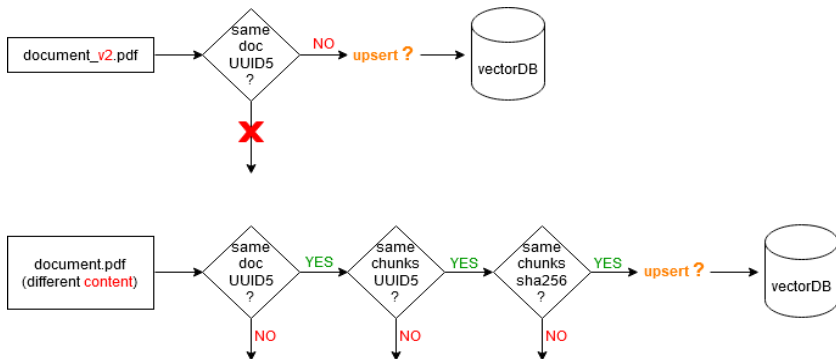 document_v2.pdf
same
doc
UUID5
?
NO
upsert ?
vectorDB
X
document.pdf
(different content)
same
doc
UUID5
?
YES
NO
same
chunks
UUID5
?
YES
NO
same
chunks
sha256
?
YES
NO
upsert ?
vectorDB